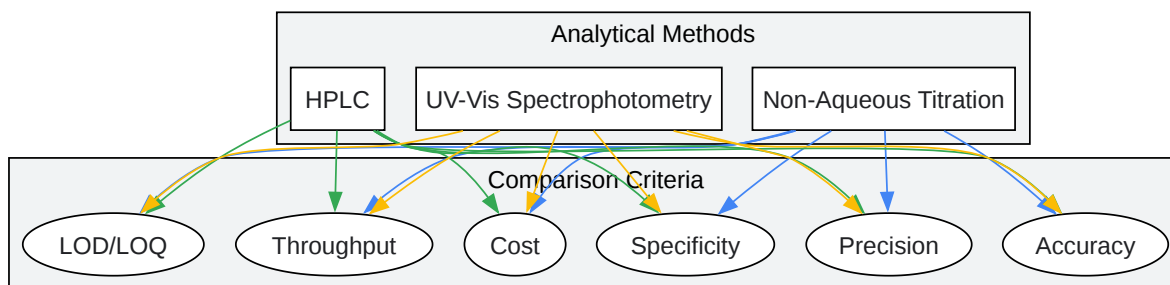 Analytical Methods
HPLC
UV-Vis Spectrophotometry
Non-Aqueous Titration
Comparison Criteria
LOD/LOQ
Throughput
Cost
Specificity
Precision
Accuracy